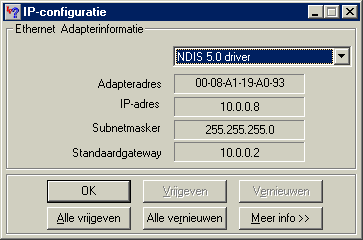 IP-configuratie
Ethernet Adapterinformatie
NDIS 5.0 driver
Adapteradres 00-08-A1-19-A0-93
IP-adres 10.0.0.8
Subnetmasker 255.255.255.0
Standaardgateway 10.0.0.2
OK Vrijgeven Vernieuwen
Alle vrijgeven Alle vernieuwen Meer info >>